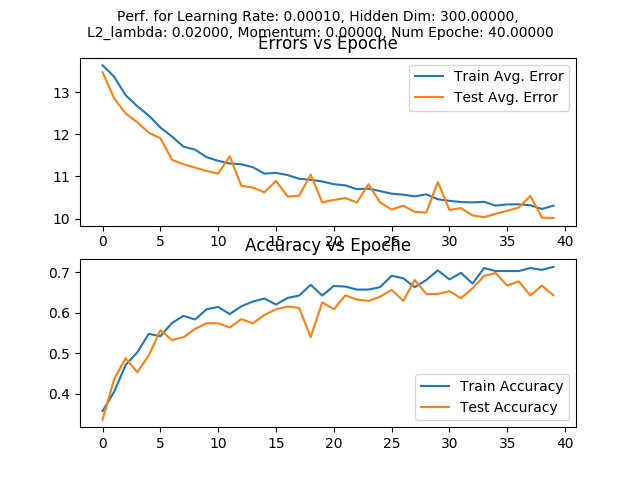 Perf. for Learning Rate: 0.00010, Hidden Dim: 300.00000,
L2_lambda: 0.02000, Momentum: 0.00000, Num Epoche: 40.00000
Errors vs Epoche
13
12
11
10
Train Avg. Error
Test Avg. Error
0 5 10 15 20 25 30 35 40
Accuracy vs Epoche
0.7
0.6
0.5
0.4
Train Accuracy
Test Accuracy
0 5 10 15 20 25 30 35 40